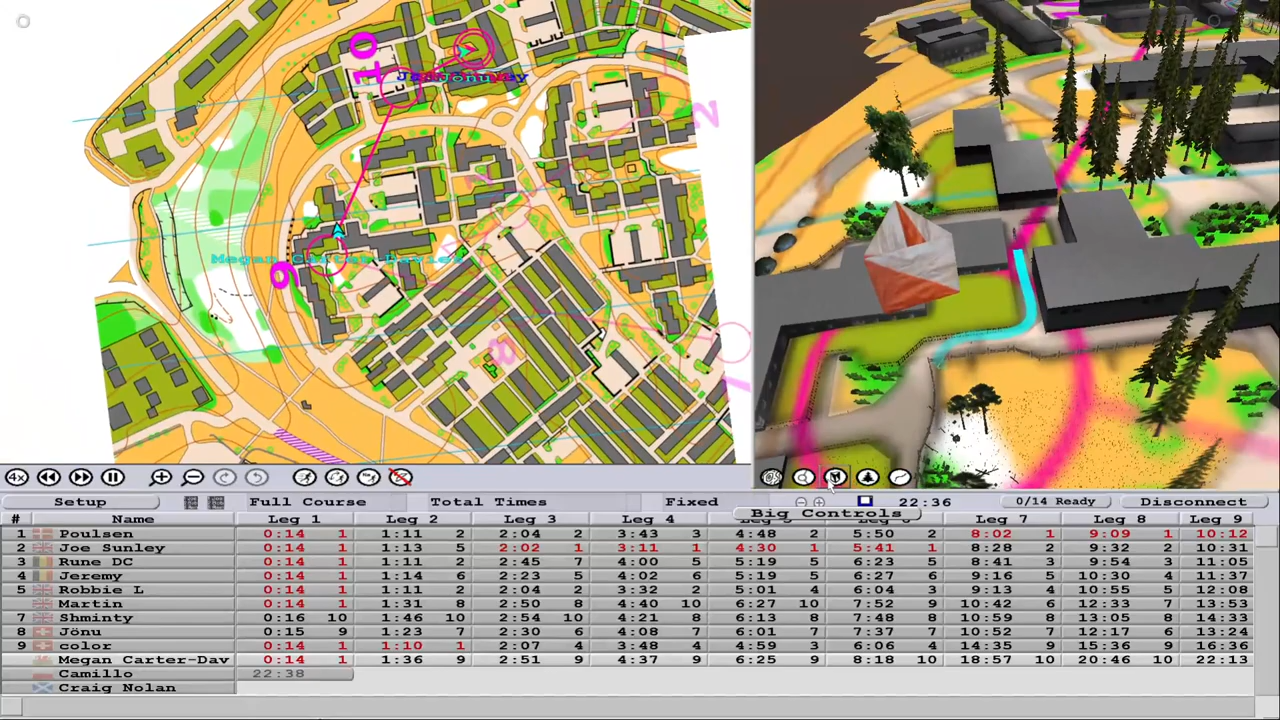 10
2
9
8
Megan Carter-Davies
4x
Setup Full Course Total Times Fixed 22:36 0/14 Ready Disconnect
Big Controls
# Name Leg 1 Leg 2 Leg 3 Leg 4 Leg 7 Leg 8 Leg 9
1 Poulsen 0:14 1 1:11 2 2:04 2 3:43 3 4:48 2 5:50 2 8:02 1 9:09 1 10:12
2 Joe Sunley 0:14 1 1:13 5 2:02 1 3:11 1 4:30 1 5:41 1 8:28 2 9:32 2 10:31
3 Rune DC 0:14 1 1:11 2 2:45 7 4:00 5 5:19 5 6:23 5 8:41 3 9:54 3 11:05
4 Jeremy 0:14 1 1:14 6 2:23 5 4:02 6 5:19 5 6:27 6 9:16 5 10:30 4 11:37
5 Robbie L 0:14 1 1:11 2 2:04 2 3:32 2 5:01 4 6:04 3 9:13 4 10:55 5 12:08
Martin 0:14 1 1:31 8 2:50 8 4:40 10 6:27 10 7:52 9 10:42 6 12:33 7 13:53
7 Shminty 0:16 10 1:46 10 2:54 10 4:21 8 6:13 8 7:48 8 10:59 8 13:05 8 14:33
8 Jönu 0:15 9 1:23 7 2:30 6 4:08 7 6:01 7 7:37 7 10:52 7 12:17 6 13:24
9 color 0:14 1 1:10 1 2:07 4 3:48 4 4:59 3 6:06 4 14:35 9 15:36 9 16:36
Megan Carter-Dav 0:14 1 1:36 9 2:51 9 4:37 9 6:25 9 8:18 10 18:57 10 20:46 10 22:13
Camillo 22:38
Craig Nolan